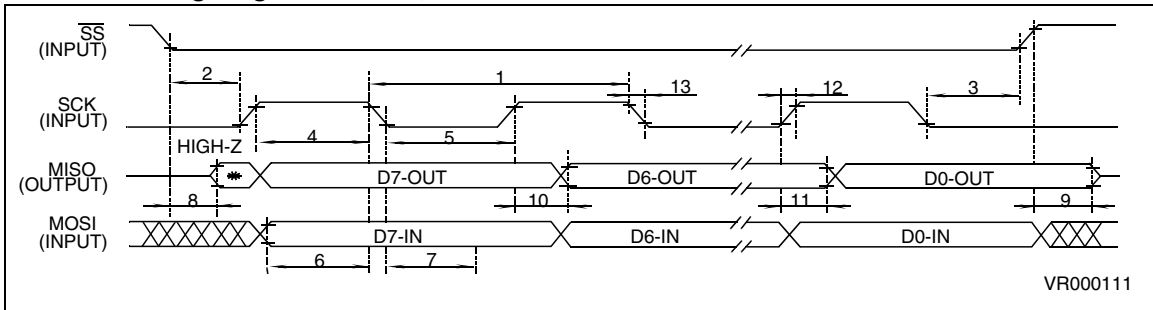 SS
(INPUT)
2
1
13
12
3
SCK
(INPUT)
4
5
HIGH-Z
MISO
(OUTPUT)
D7-OUT
D6-OUT
D0-OUT
8
10
11
9
MOSI
(INPUT)
D7-IN
D6-IN
D0-IN
6
7
VR000111